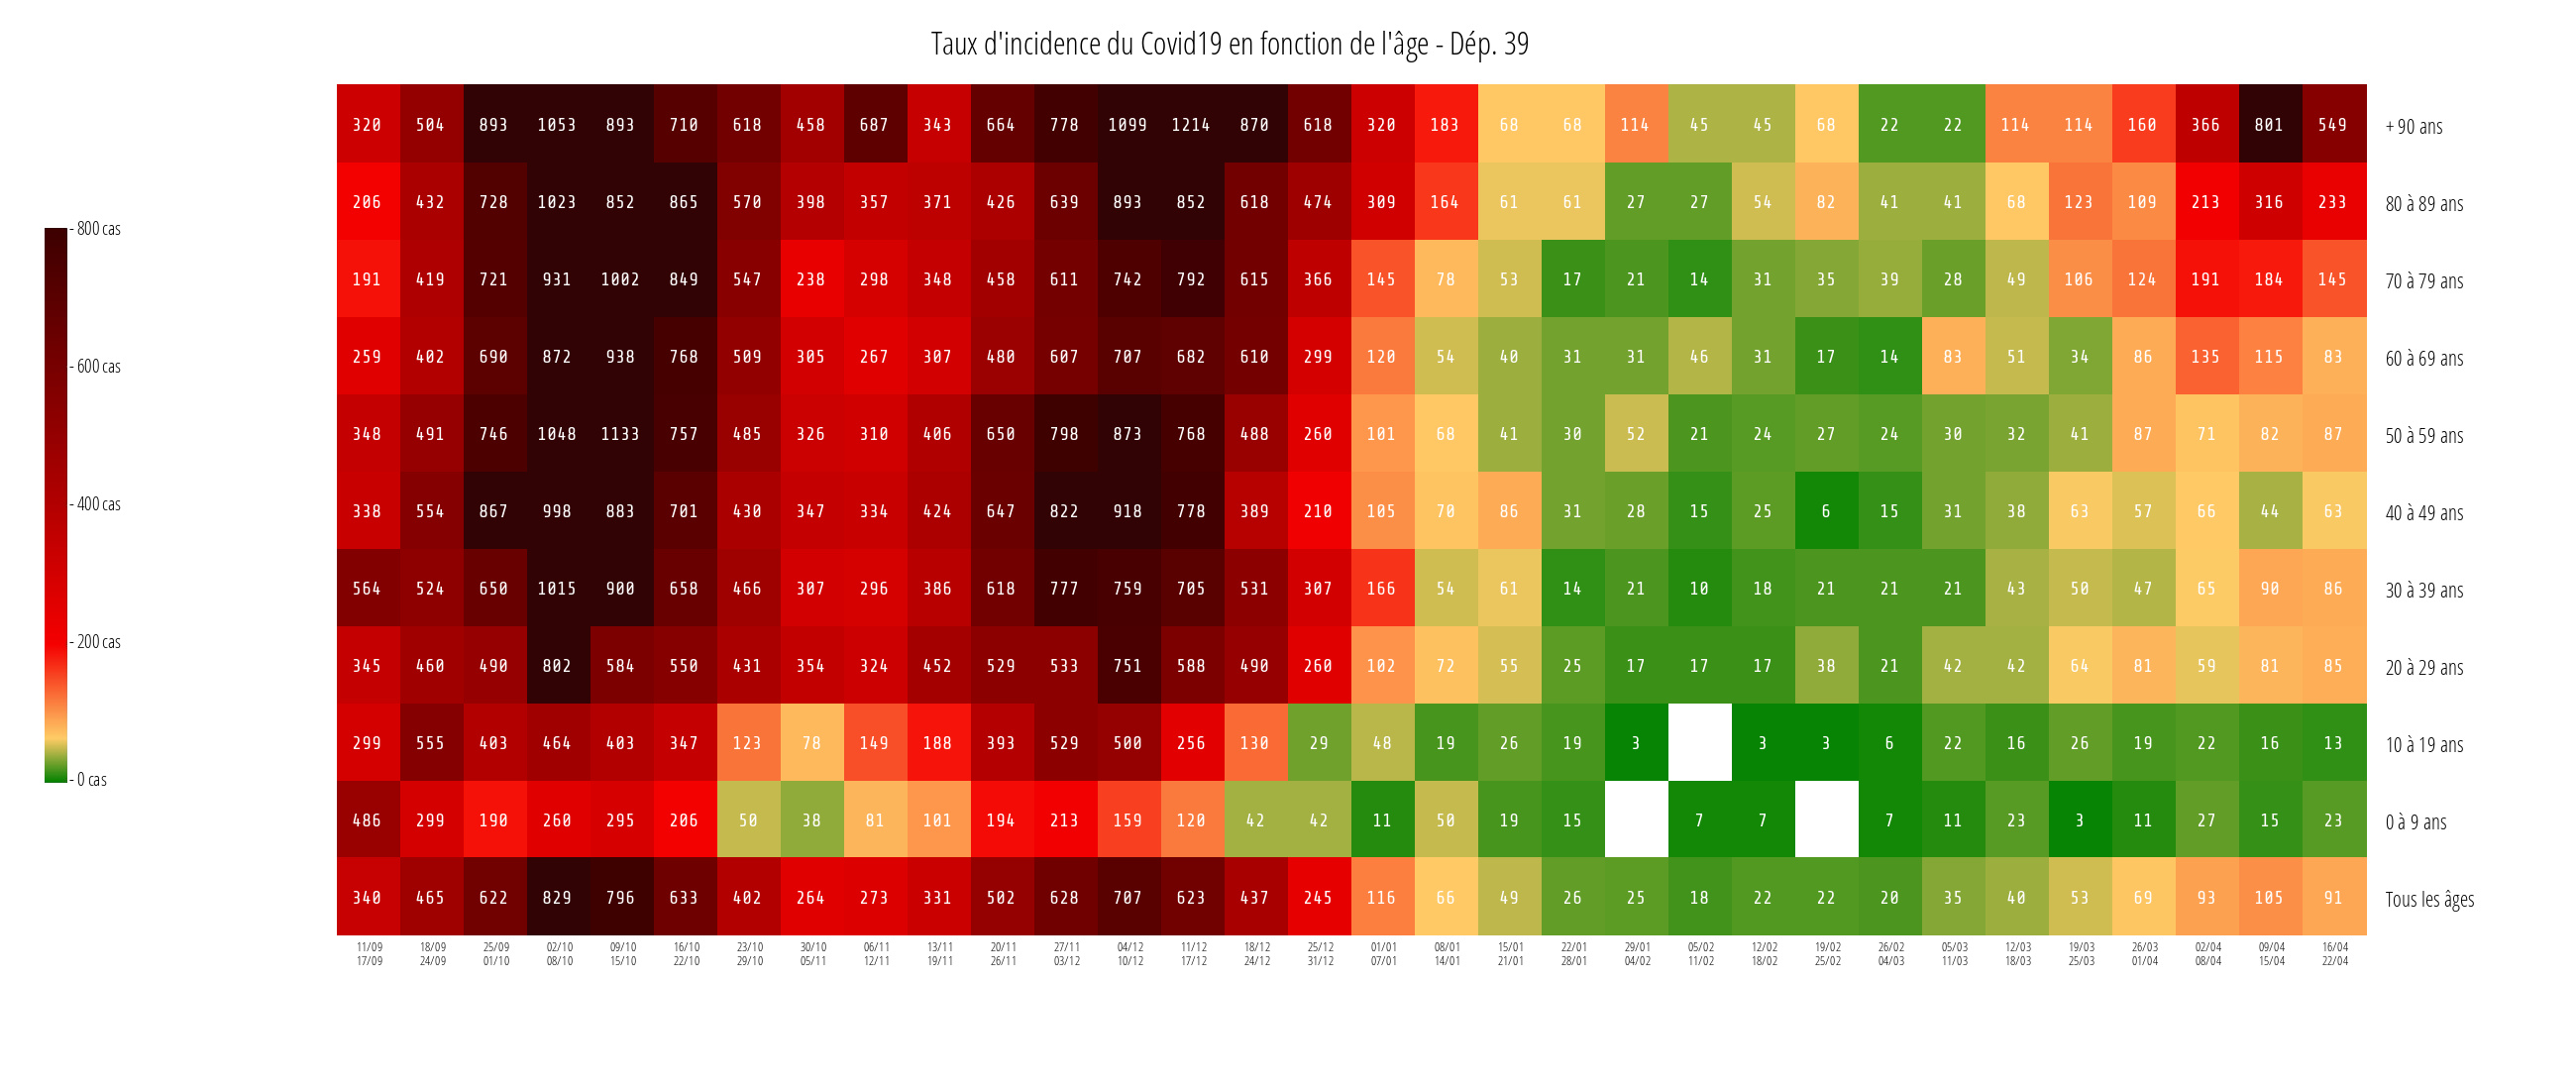 Taux d'incidence du Covid19 en fonction de l'âge - Dép. 39
- 800 cas
- 600 cas
- 400 cas
- 200 cas
- 0 cas
320 504 893 1053 893 710 618 458 687 343 664 778 1099 1214 870 618 320 183 68 68 114 45 45 68 22 22 114 114 160 366 801 549 + 90 ans
206 432 728 1023 852 865 570 398 357 371 426 639 893 852 618 474 309 164 61 61 27 27 54 82 41 41 68 123 109 213 316 233 80 à 89 ans
191 419 721 931 1002 849 547 238 298 348 458 611 742 792 615 366 145 78 53 17 21 14 31 35 39 28 49 106 124 191 184 145 70 à 79 ans
259 402 690 872 938 768 509 305 267 307 480 607 707 682 610 299 120 54 40 31 31 46 31 17 14 83 51 34 86 135 115 83 60 à 69 ans
348 491 746 1048 1133 757 485 326 310 406 650 798 873 768 488 260 101 68 41 30 52 21 24 27 24 30 32 41 87 71 82 87 50 à 59 ans
338 554 867 998 883 701 430 347 334 424 647 822 918 778 389 210 105 70 86 31 28 15 25 6 15 31 38 63 57 66 44 63 40 à 49 ans
564 524 650 1015 900 658 466 307 296 386 618 777 759 705 531 307 166 54 61 14 21 10 18 21 21 21 43 50 47 65 90 86 30 à 39 ans
345 460 490 802 584 550 431 354 324 452 529 533 751 588 490 260 102 72 55 25 17 17 17 38 21 42 42 64 81 59 81 85 20 à 29 ans
299 555 403 464 403 347 123 78 149 188 393 529 500 256 130 29 48 19 26 19 3 3 3 6 22 16 26 19 22 16 13 10 à 19 ans
486 299 190 260 295 206 50 38 81 101 194 213 159 120 42 42 11 50 19 15 7 7 7 11 23 3 11 27 15 23 0 à 9 ans
340 465 622 829 796 633 402 264 273 331 502 628 707 623 437 245 116 66 49 26 25 18 22 22 20 35 40 53 69 93 105 91 Tous les âges
11/09 18/09 25/09 02/10 09/10 16/10 23/10 30/10 06/11 13/11 20/11 27/11 04/12 11/12 18/12 25/12 01/01 08/01 15/01 22/01 29/01 05/02 12/02 19/02 26/02 05/03 12/03 19/03 26/03 02/04 09/04 16/04
17/09 24/09 01/10 08/10 15/10 22/10 29/10 05/11 12/11 19/11 26/11 03/12 10/12 17/12 24/12 31/12 07/01 14/01 21/01 28/01 04/02 11/02 18/02 25/02 04/03 11/03 18/03 25/03 01/04 08/04 15/04 22/04